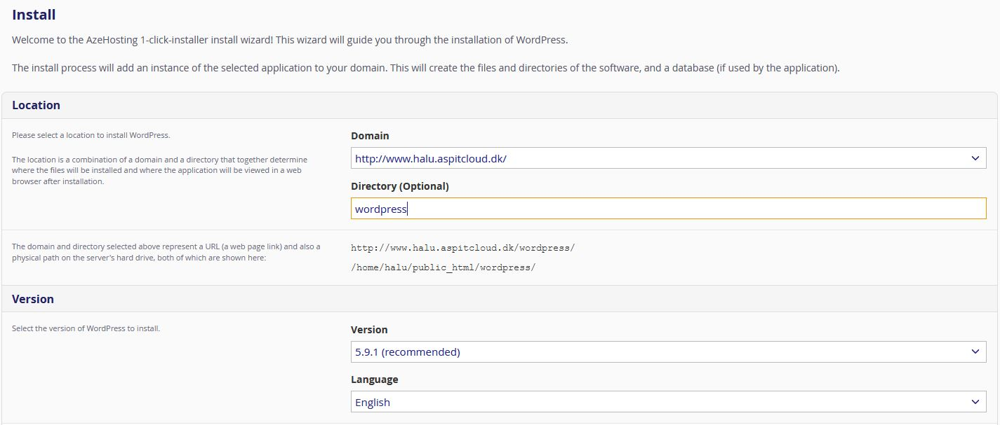 Install
Welcome to the AzeHosting 1-click-installer install wizard! This wizard will guide you through the installation of WordPress.
The install process will add an instance of the selected application to your domain. This will create the files and directories of the software, and a database (if used by the application).
Location
Please select a location to install WordPress.
The location is a combination of a domain and a directory that together determine
where the files will be installed and where the application will be viewed in a web
browser after installation.
Domain
http://www.halu.aspitcloud.dk/
Directory (Optional)
wordpress
The domain and directory selected above represent a URL (a web page link) and also a
physical path on the server's hard drive, both of which are shown here:
http://www.halu.aspitcloud.dk/wordpress/
/home/halu/public_html/wordpress/
Version
Select the version of WordPress to install.
Version
5.9.1 (recommended)
Language
English